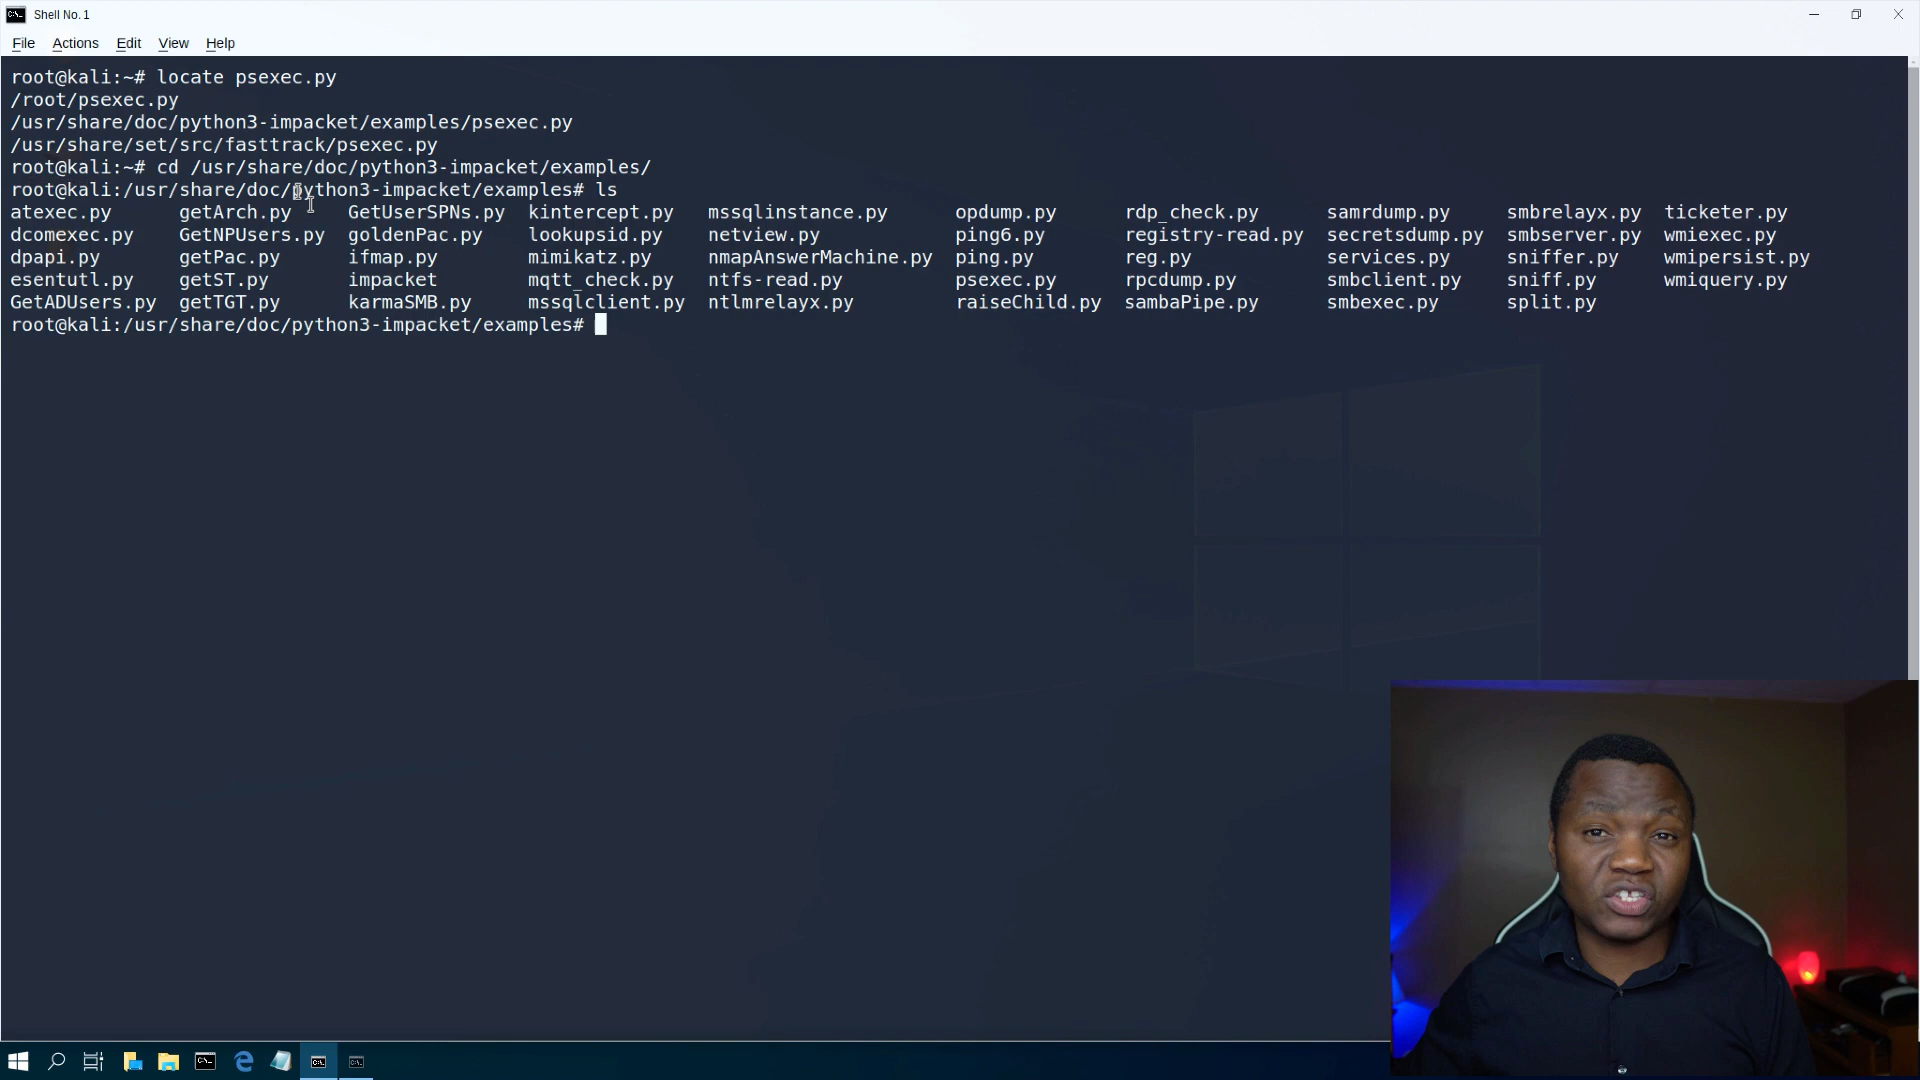 Shell No. 1
File Actions Edit View Help
root@kali:~# locate psexec.py
/root/psexec.py
/usr/share/doc/python3-impacket/examples/psexec.py
/usr/share/set/src/fasttrack/psexec.py
root@kali:~# cd /usr/share/doc/python3-impacket/examples/
root@kali:/usr/share/doc/python3-impacket/examples# ls
atexec.py getArch.py GetUserSPNs.py kintercept.py mssqlinstance.py opdump.py rdp_check.py samrdump.py smbrelayx.py ticketer.py
dcomexec.py GetNPUsers.py goldenPac.py lookupsid.py netview.py ping6.py registry-read.py secretsdump.py smbserver.py wmiexec.py
dpapi.py getPac.py ifmap.py mimikatz.py nmapAnswerMachine.py ping.py reg.py services.py sniffer.py wmipersist.py
esentutl.py getST.py impacket mqtt_check.py ntfs-read.py psexec.py rpcdump.py smbclient.py sniff.py wmiquery.py
GetADUsers.py getTGT.py karmaSMB.py mssqlclient.py ntlmrelayx.py raiseChild.py sambaPipe.py smbexec.py split.py
root@kali:/usr/share/doc/python3-impacket/examples#